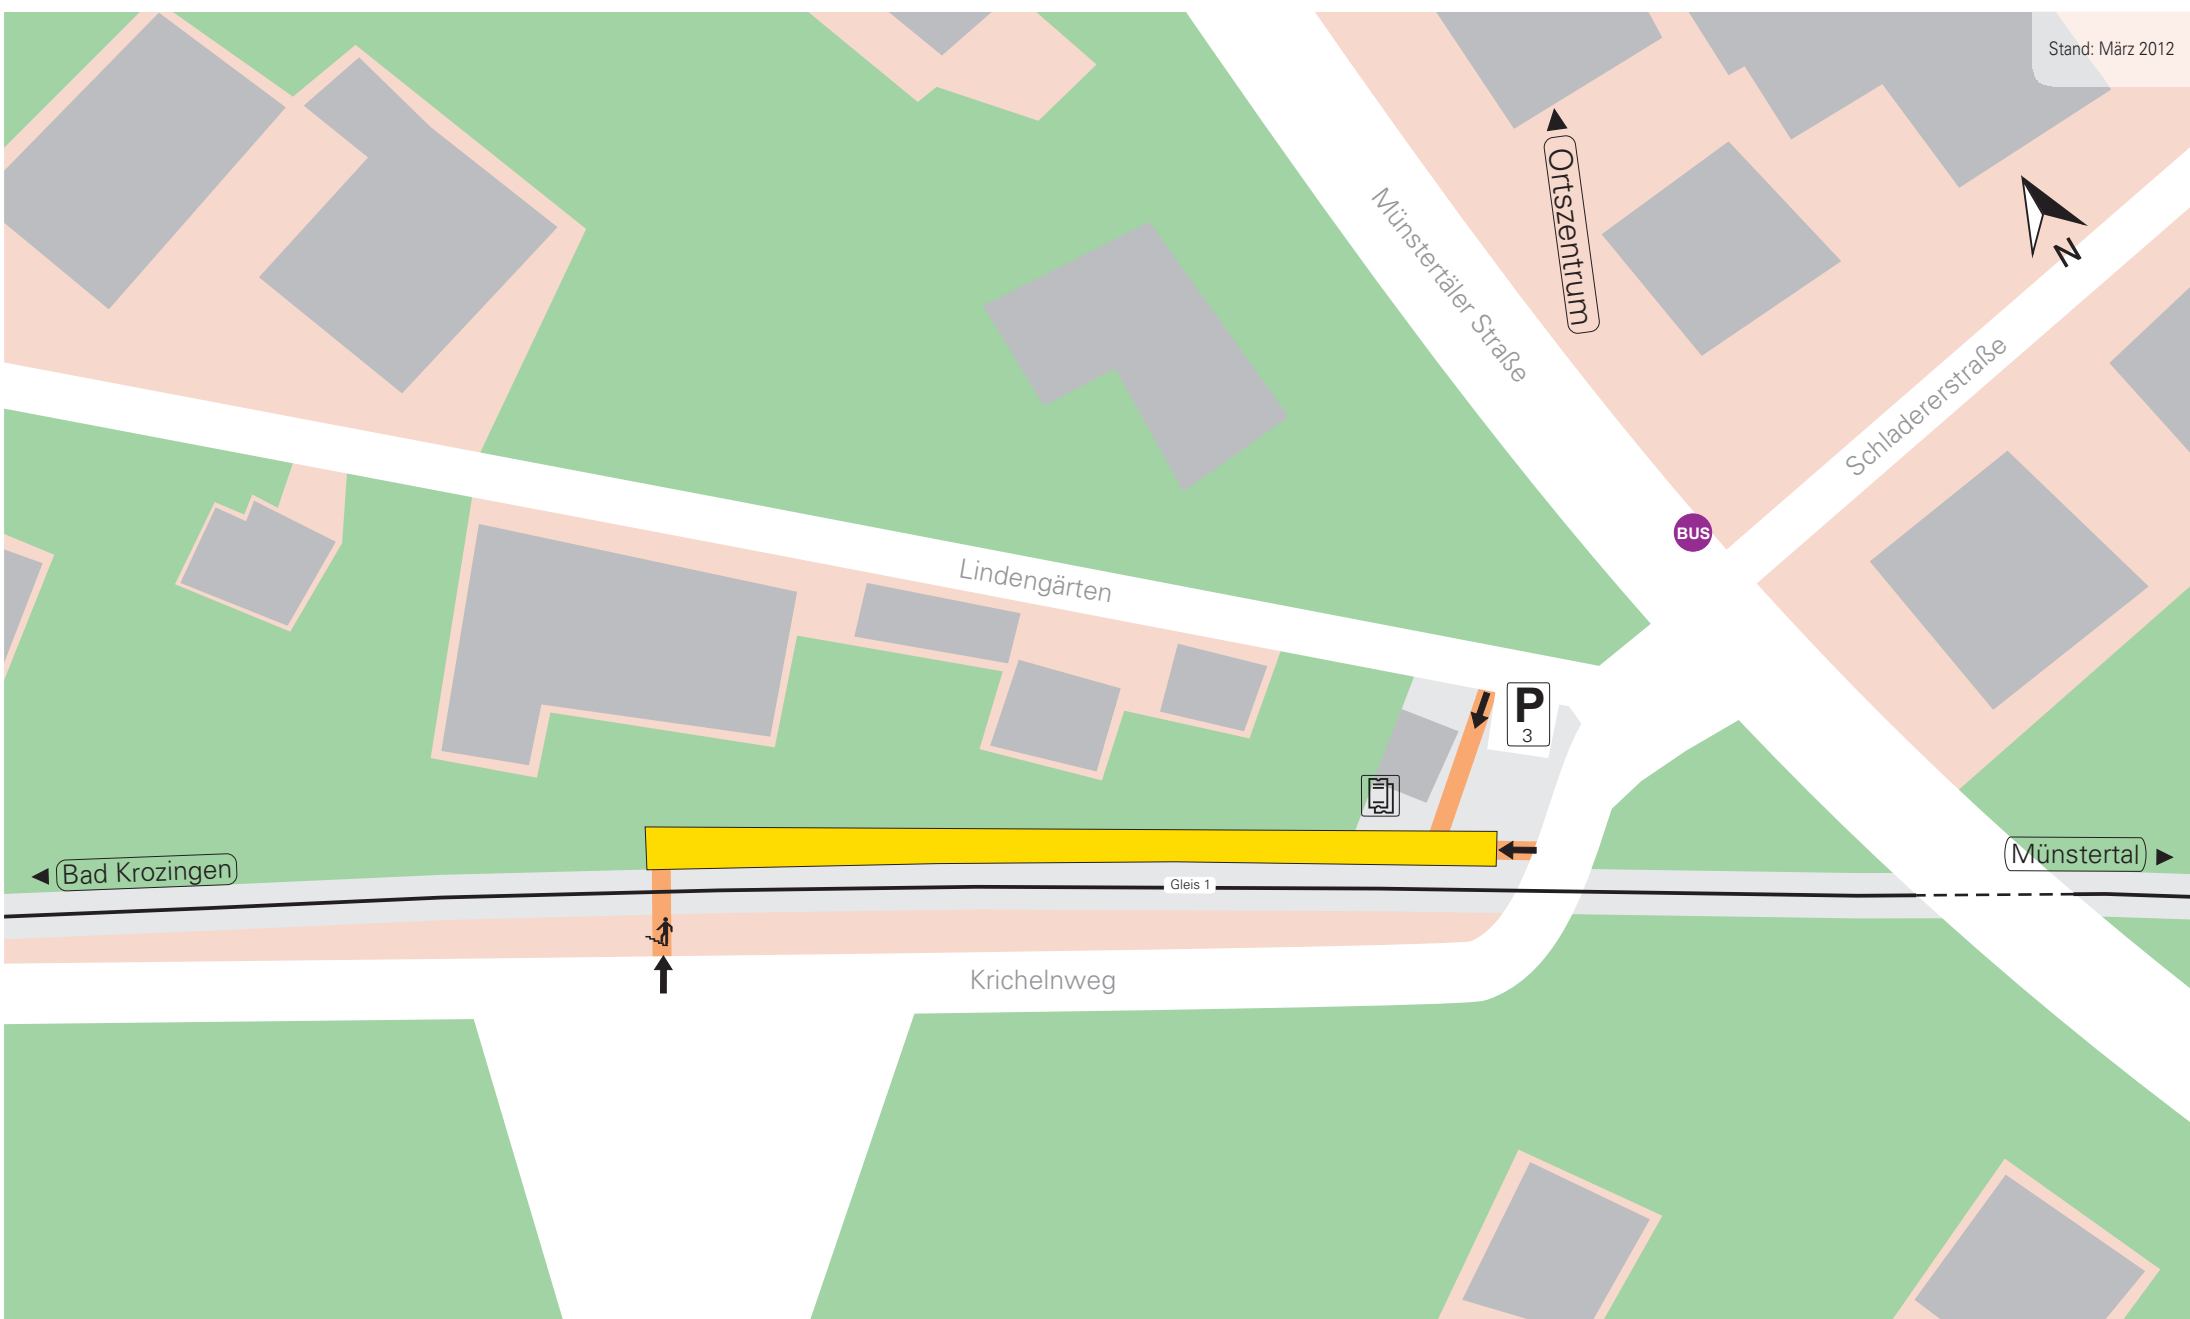 Stand: März 2012
Ortszentrum
Münstertäler Straße
N
Schladererstraße
BUS
Lindengärten
P
3
Bad Krozingen
Münstertal
Gleis 1
Krichelnweg